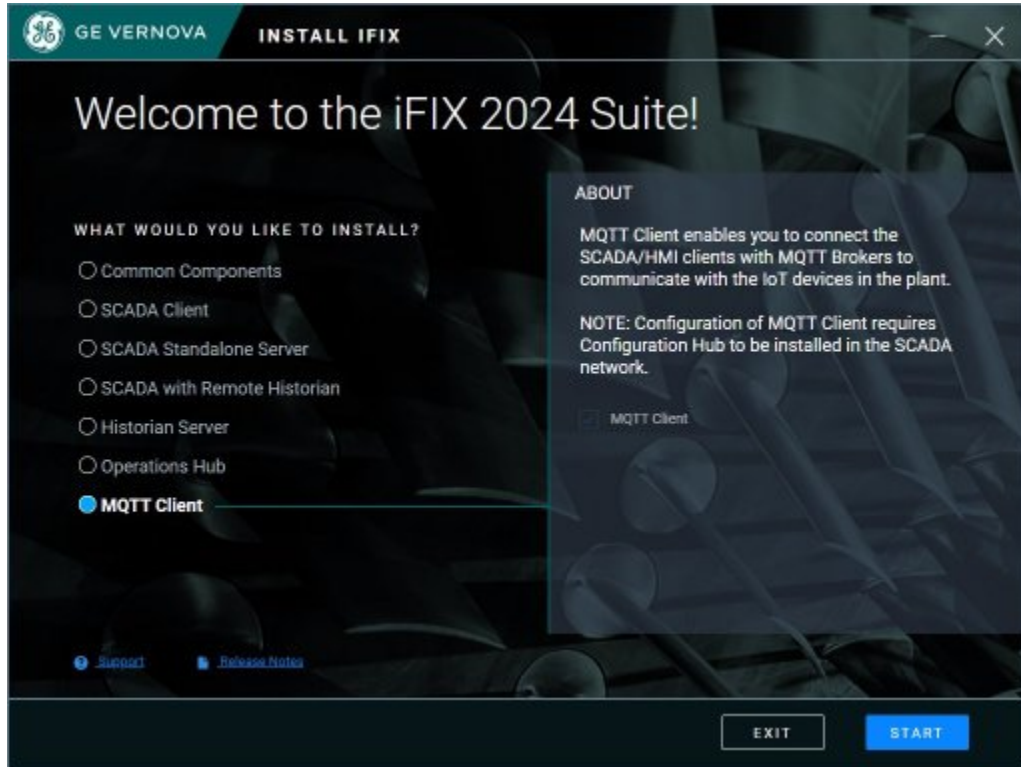 GE VERNOVA
INSTALL IFIX
Welcome to the iFIX 2024 Suite!
WHAT WOULD YOU LIKE TO INSTALL?
Common Components
SCADA Client
SCADA Standalone Server
SCADA with Remote Historian
Historian Server
Operations Hub
MQTT Client
ABOUT
MQTT Client enables you to connect the
SCADA/HMI clients with MQTT Brokers to
communicate with the IoT devices in the plant.
NOTE: Configuration of MQTT Client requires
Configuration Hub to be installed in the SCADA
network.
MQTT Client
Support
Release Notes
EXIT
START